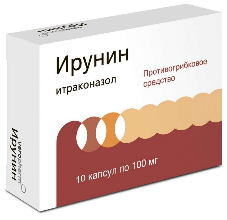 Ирунин
итраконазол
Противогрибковое
средство
10 капсул по 100 мг
Ирунин